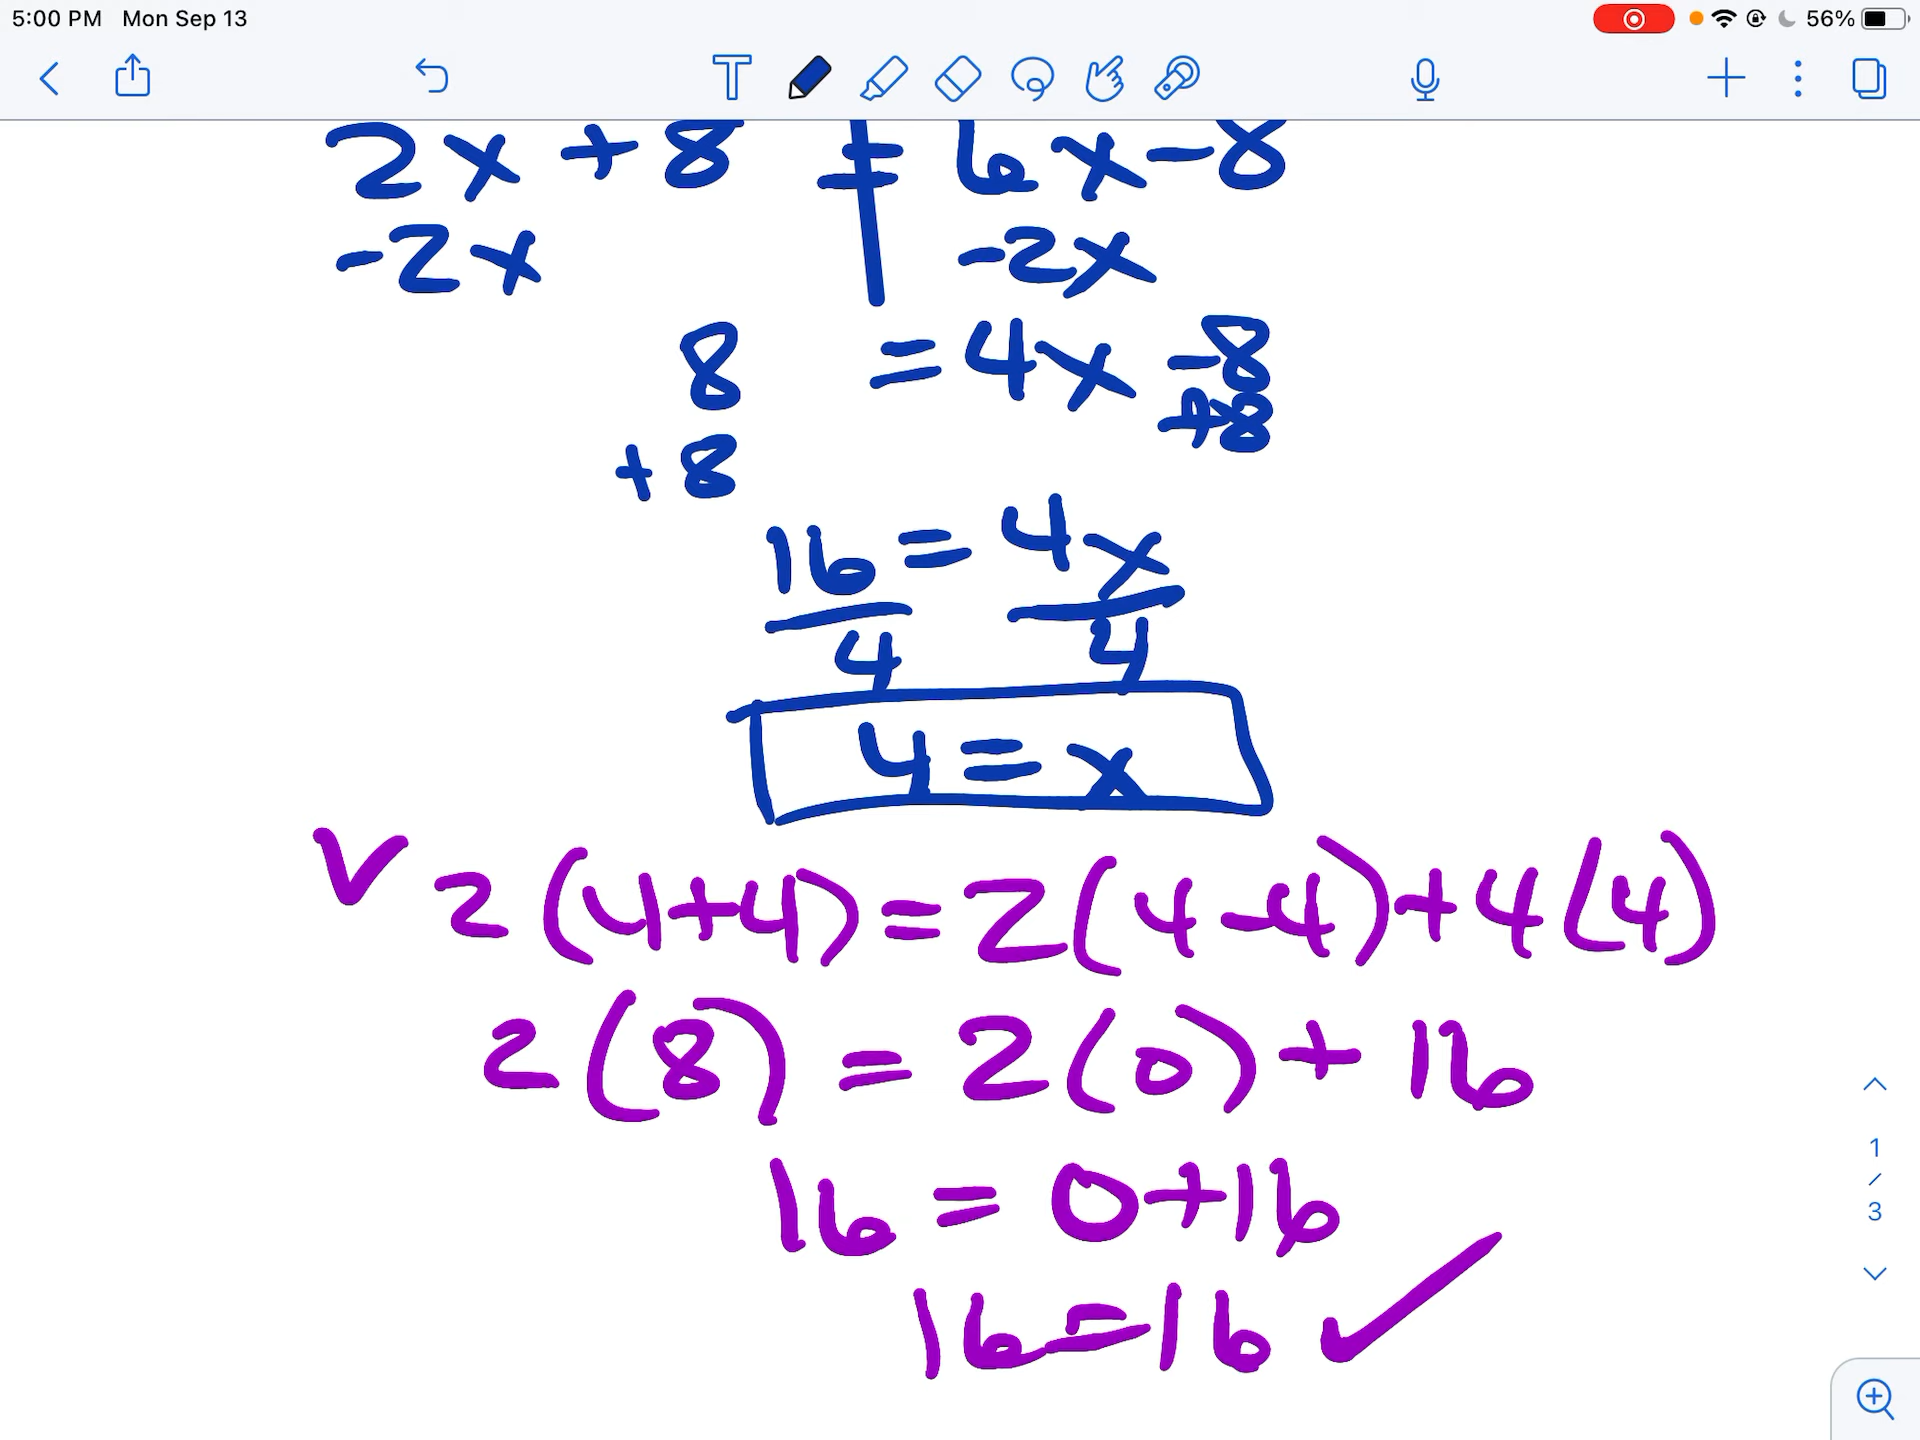 5:00 PM Mon Sep 13
56%
T
2x + 8 = 6x - 8
-2x -2x
8 = 4x - 8
+8 +8
16 = 4x
4 4
4 = x
✓ 2(4+4) = 2(4-4) + 4(4)
2(8) = 2(0) + 16
16 = 0+16
16=16 ✓
1
/
3